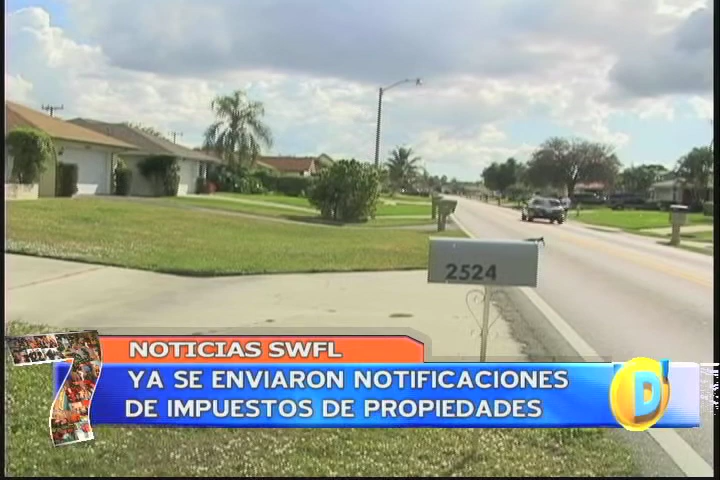 2524
NOTICIAS SWFL
YA SE ENVIARON NOTIFICACIONES
DE IMPUESTOS DE PROPIEDADES
D